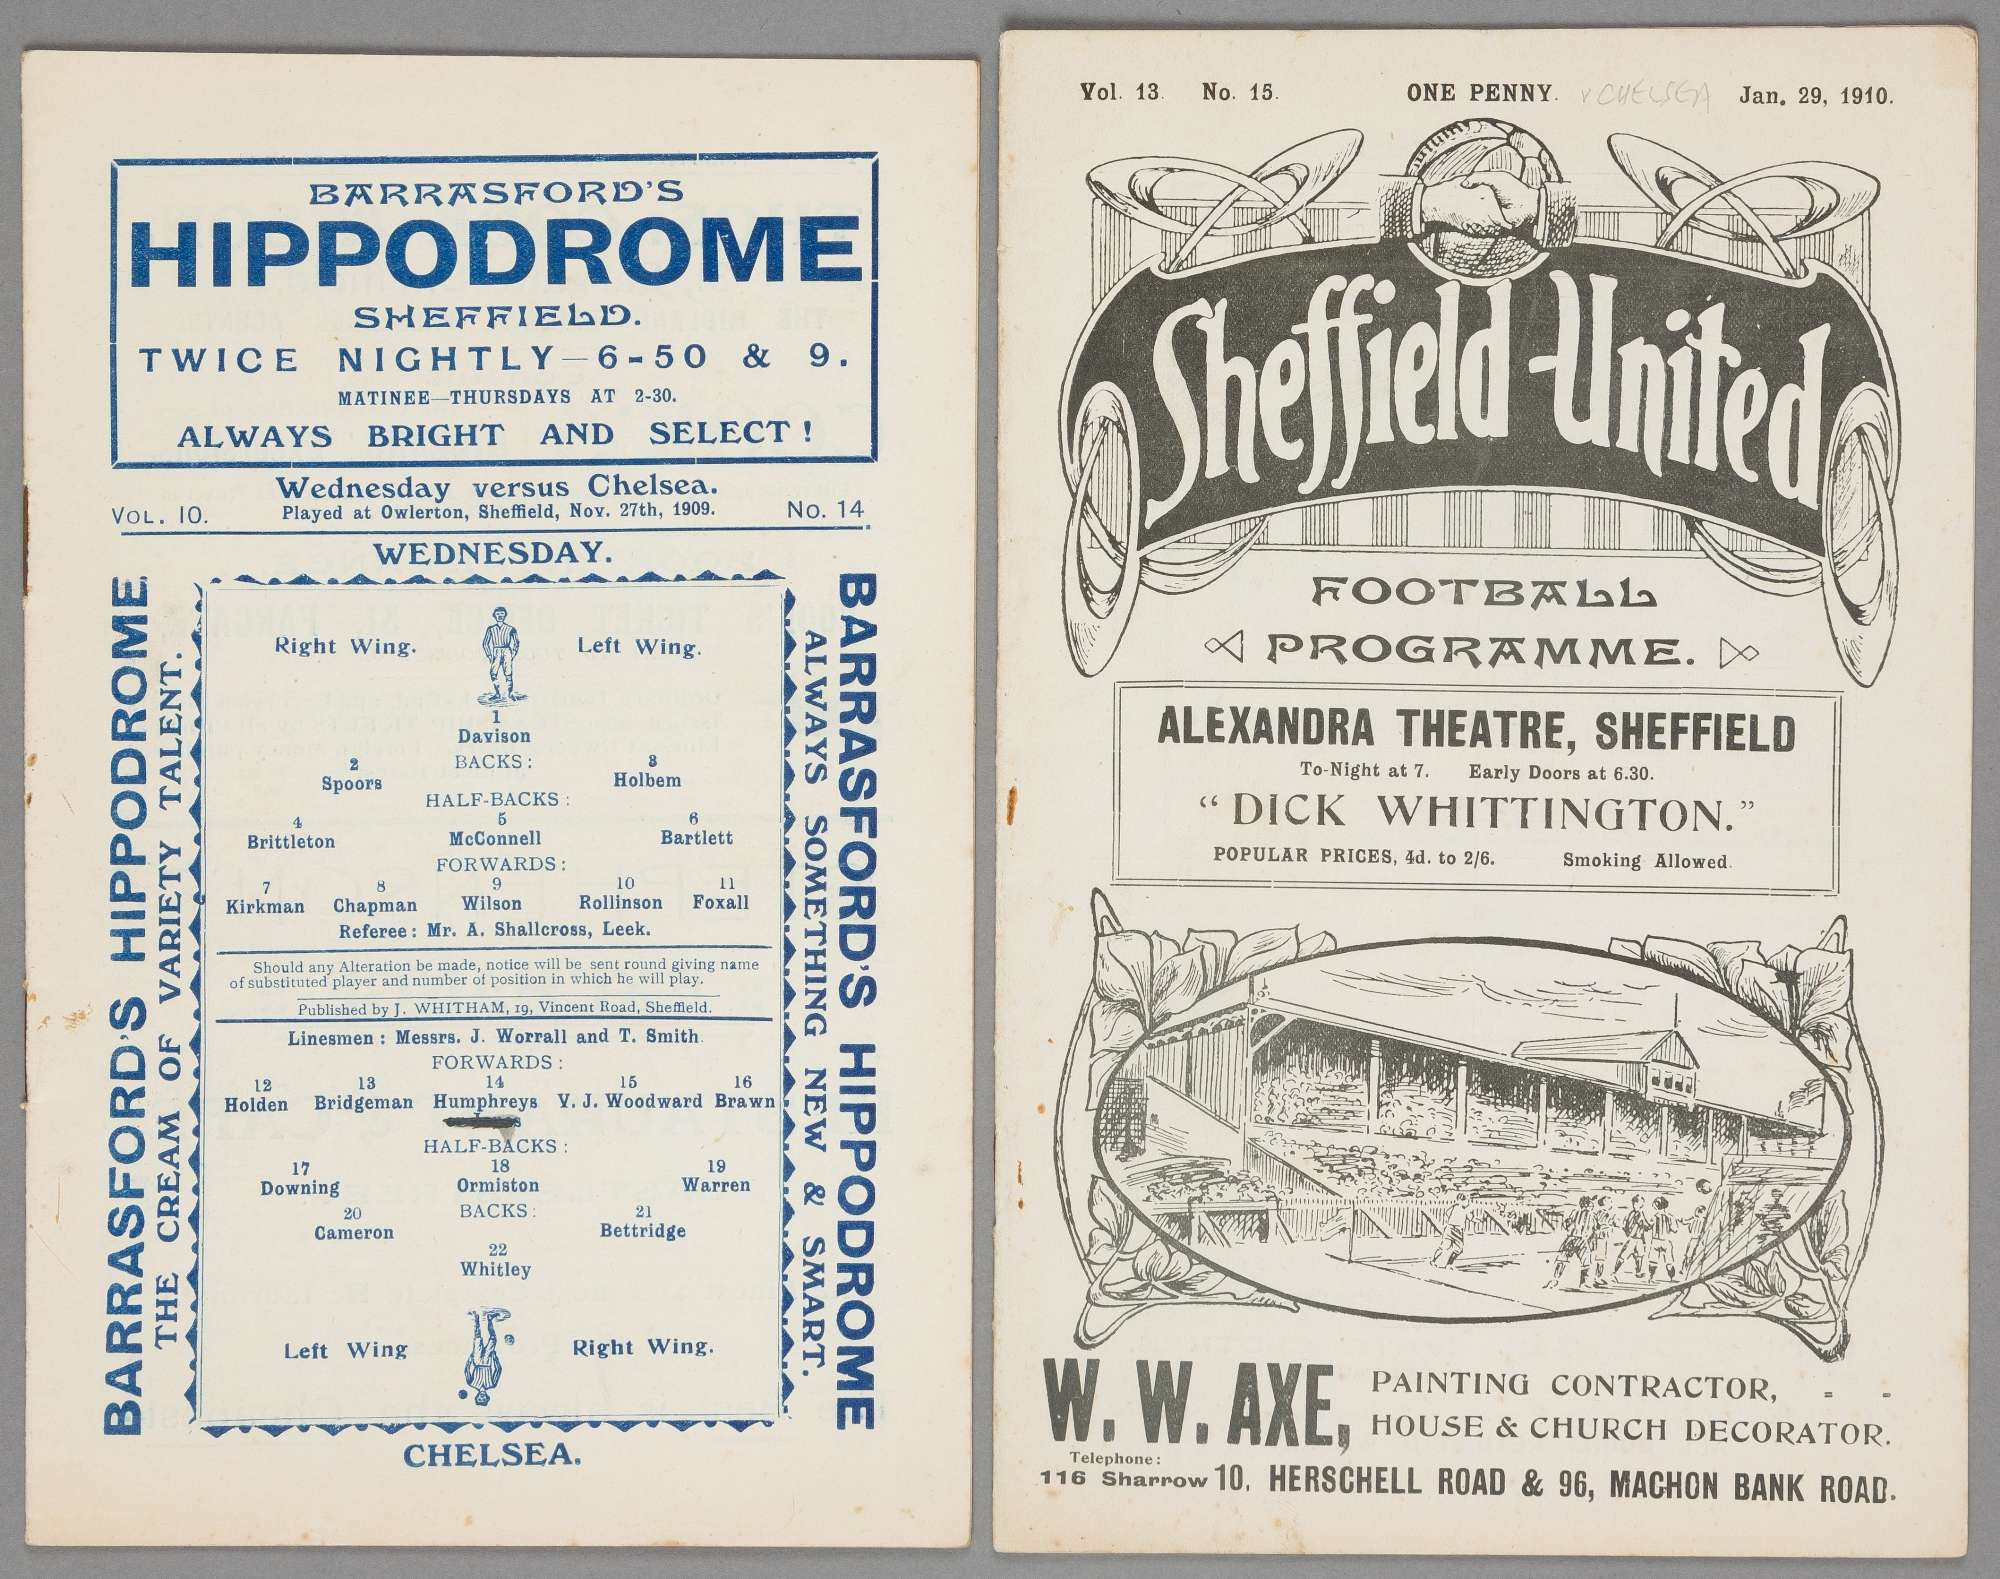 BARRASFORD'S
HIPPODROME
SHEFFIELD.
TWICE NIGHTLY—6-50 & 9.
MATINEE—THURSDAYS AT 2-30.
ALWAYS BRIGHT AND SELECT!
Wednesday versus Chelsea.
VOL. 10. Played at Owlerton, Sheffield, Nov. 27th, 1909. No. 14
WEDNESDAY.
BARRASFORD'S HIPPODROME
THE CREAM OF VARIETY TALENT.
BARRASFORD'S HIPPODROME
ALWAYS SOMETHING NEW & SMART.
Right Wing. Left Wing.
1
Davison
2 BACKS: 3
Spoors Holbem
HALF-BACKS:
4 5 6
Brittleton McConnell Bartlett
FORWARDS:
7 8 9 10 11
Kirkman Chapman Wilson Rollinson Foxall
Referee: Mr. A. Shallcross, Leek.
Should any Alteration be made, notice will be sent round giving name
of substituted player and number of position in which he will play.
Published by J. WHITHAM, 19, Vincent Road, Sheffield.
Linesmen: Messrs. J. Worrall and T. Smith.
FORWARDS:
12 13 14 15 16
Holden Bridgeman Humphreys V. J. Woodward Brawn
HALF-BACKS:
17 18 19
Downing Ormiston Warren
20 BACKS: 21
Cameron Bettridge
22
Whitley
Left Wing Right Wing.
CHELSEA.
Vol. 13 No. 15. ONE PENNY. v CHELSEA Jan. 29, 1910.
Sheffield United
FOOTBALL
PROGRAMME.
ALEXANDRA THEATRE, SHEFFIELD
To-Night at 7. Early Doors at 6.30.
"DICK WHITTINGTON."
POPULAR PRICES, 4d. to 2/6. Smoking Allowed.
W. W. AXE, PAINTING CONTRACTOR, - -
HOUSE & CHURCH DECORATOR.
Telephone:
116 Sharrow 10, HERSCHELL ROAD & 96, MACHON BANK ROAD.